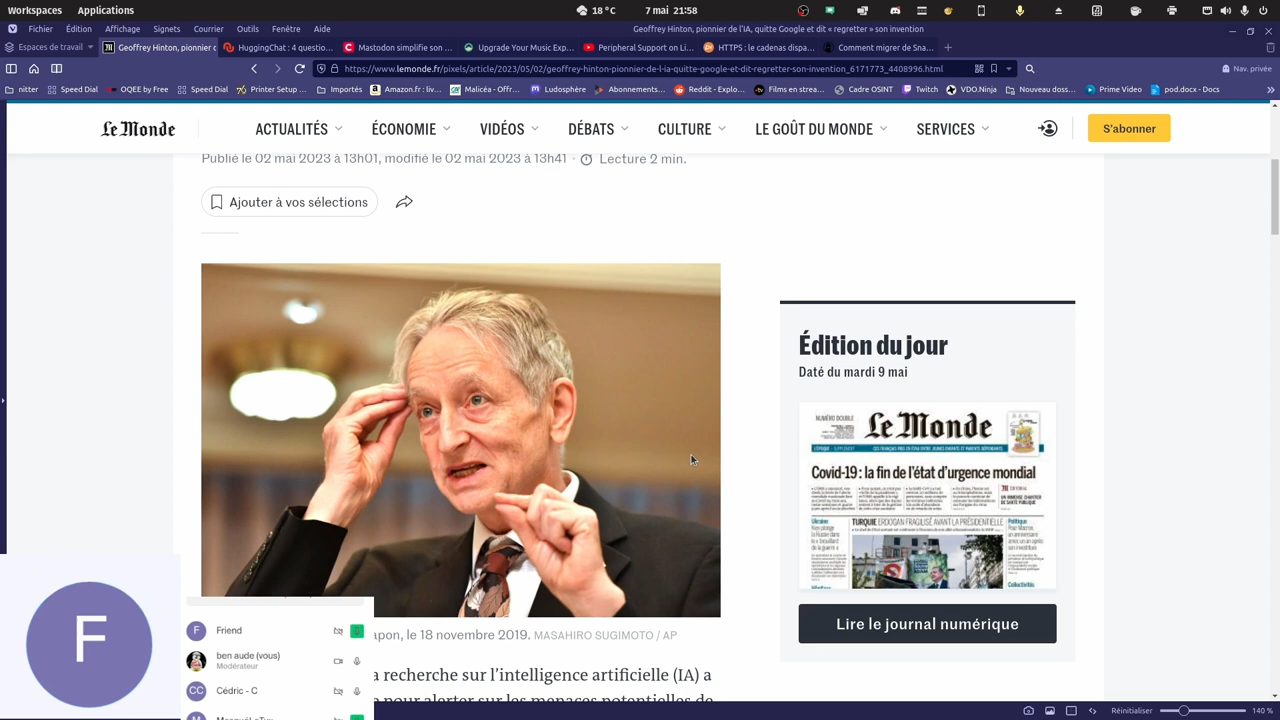 Workspaces Applications 7 mai 21:58
Fichier Édition Affichage Signets Courrier Outils Fenêtre Aide
Geoffrey Hinton, pionnier de l'IA, quitte Google et dit « regretter » son invention
Espaces de travail
Geoffrey Hinton, pionnier d
HuggingChat : 4 questio...
Mastodon simplifie son ...
Upgrade Your Music Exp...
Peripheral Support on Li...
HTTPS : le cadenas dispa...
Comment migrer de Sna...
https://www.lemonde.fr/pixels/article/2023/05/02/geoffrey-hinton-pionnier-de-l-ia-quitte-google-et-dit-regretter-son-invention_6171773_4408996.html
Nav. privée
nitter Speed Dial OQEE by Free Speed Dial Printer Setup ... Importés Amazon.fr : liv... Malicéa - Offr... Ludosphère Abonnements... Reddit - Explo... Films en strea... Cadre OSINT Twitch VDO.Ninja Nouveau doss... Prime Video pod.docx - Docs
Le Monde
ACTUALITÉS ÉCONOMIE VIDÉOS DÉBATS CULTURE LE GOÛT DU MONDE SERVICES
S'abonner
Publié le 02 mai 2023 à 13h01, modifié le 02 mai 2023 à 13h41 · Lecture 2 min.
Ajouter à vos sélections
Édition du jour
Daté du mardi 9 mai
NUMÉRO DOUBLE
Le Monde
Covid-19 : la fin de l'état d'urgence mondial
TURQUIE ERDOGAN FRAGILISÉ AVANT LA PRÉSIDENTIELLE
Lire le journal numérique
F
F Friend
ben aude (vous)
Modérateur
CC Cédric - C
apon, le 18 novembre 2019. MASAHIRO SUGIMOTO / AP
a recherche sur l'intelligence artificielle (IA) a
pour alerter sur les menaces potentielles de
Réinitialiser 140 %